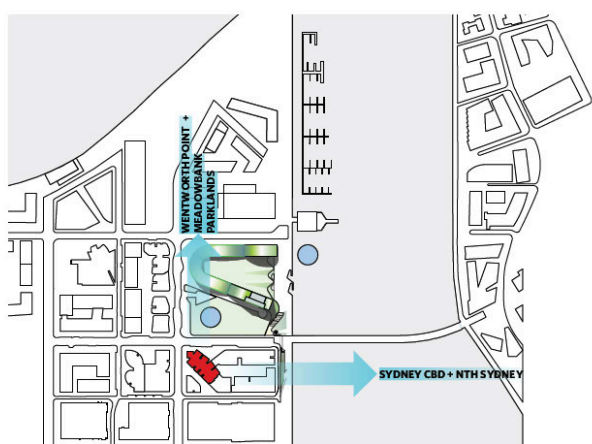 WENTWORTH POINT +
MEADOWBANK
PARKLANDS
SYDNEY CBD + NTH SYDNEY